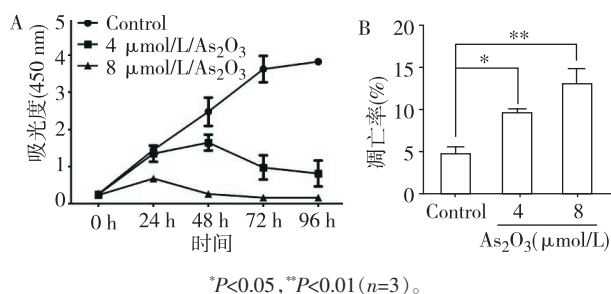 A
Control
4 μmol/L/As₂O₃
8 μmol/L/As₂O₃
吸光度(450 nm)
5
4
3
2
1
0
0 h 24 h 48 h 72 h 96 h
时间
B
**
*
凋亡率(%)
20
15
10
5
0
Control 4 8
As₂O₃(μmol/L)
*P<0.05,**P<0.01(n=3)。